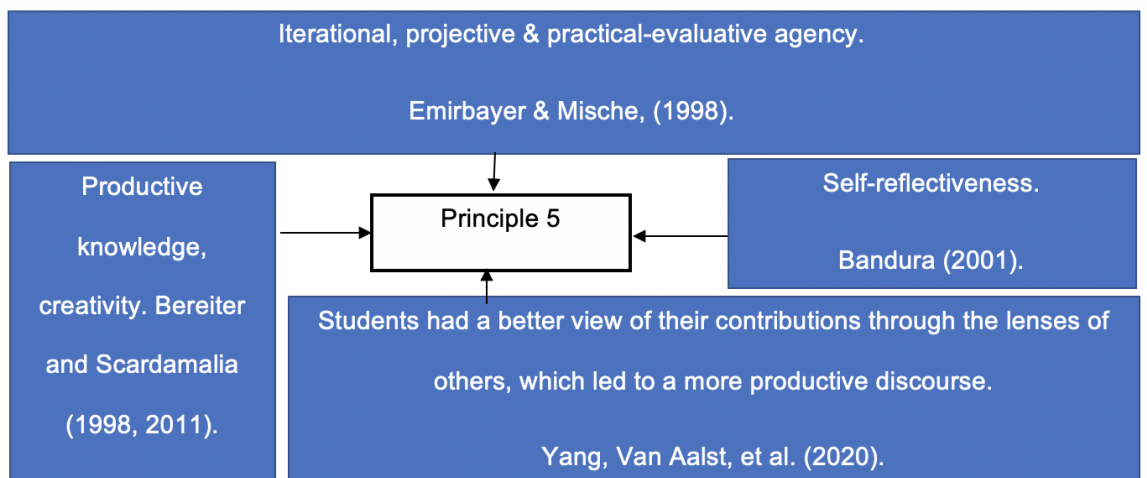 Iterational, projective & practical-evaluative agency.
Emirbayer & Mische, (1998).
Productive
knowledge,
creativity. Bereiter
and Scardamalia
(1998, 2011).
Principle 5
Self-reflectiveness.
Bandura (2001).
Students had a better view of their contributions through the lenses of
others, which led to a more productive discourse.
Yang, Van Aalst, et al. (2020).